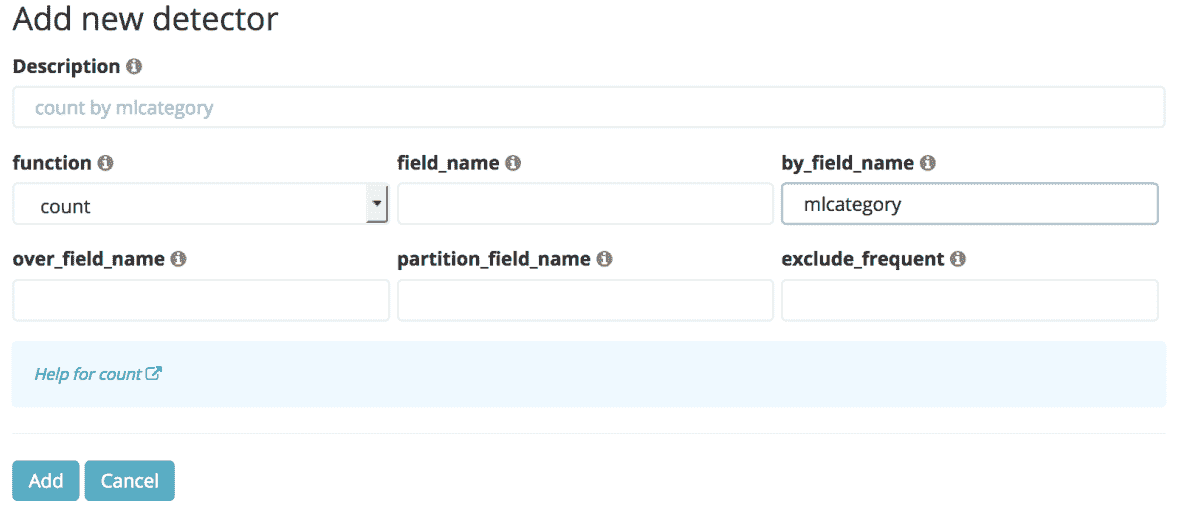 Add new detector
Description
count by mlcategory
function field_name by_field_name
count mlcategory
over_field_name partition_field_name exclude_frequent
Help for count
Add Cancel